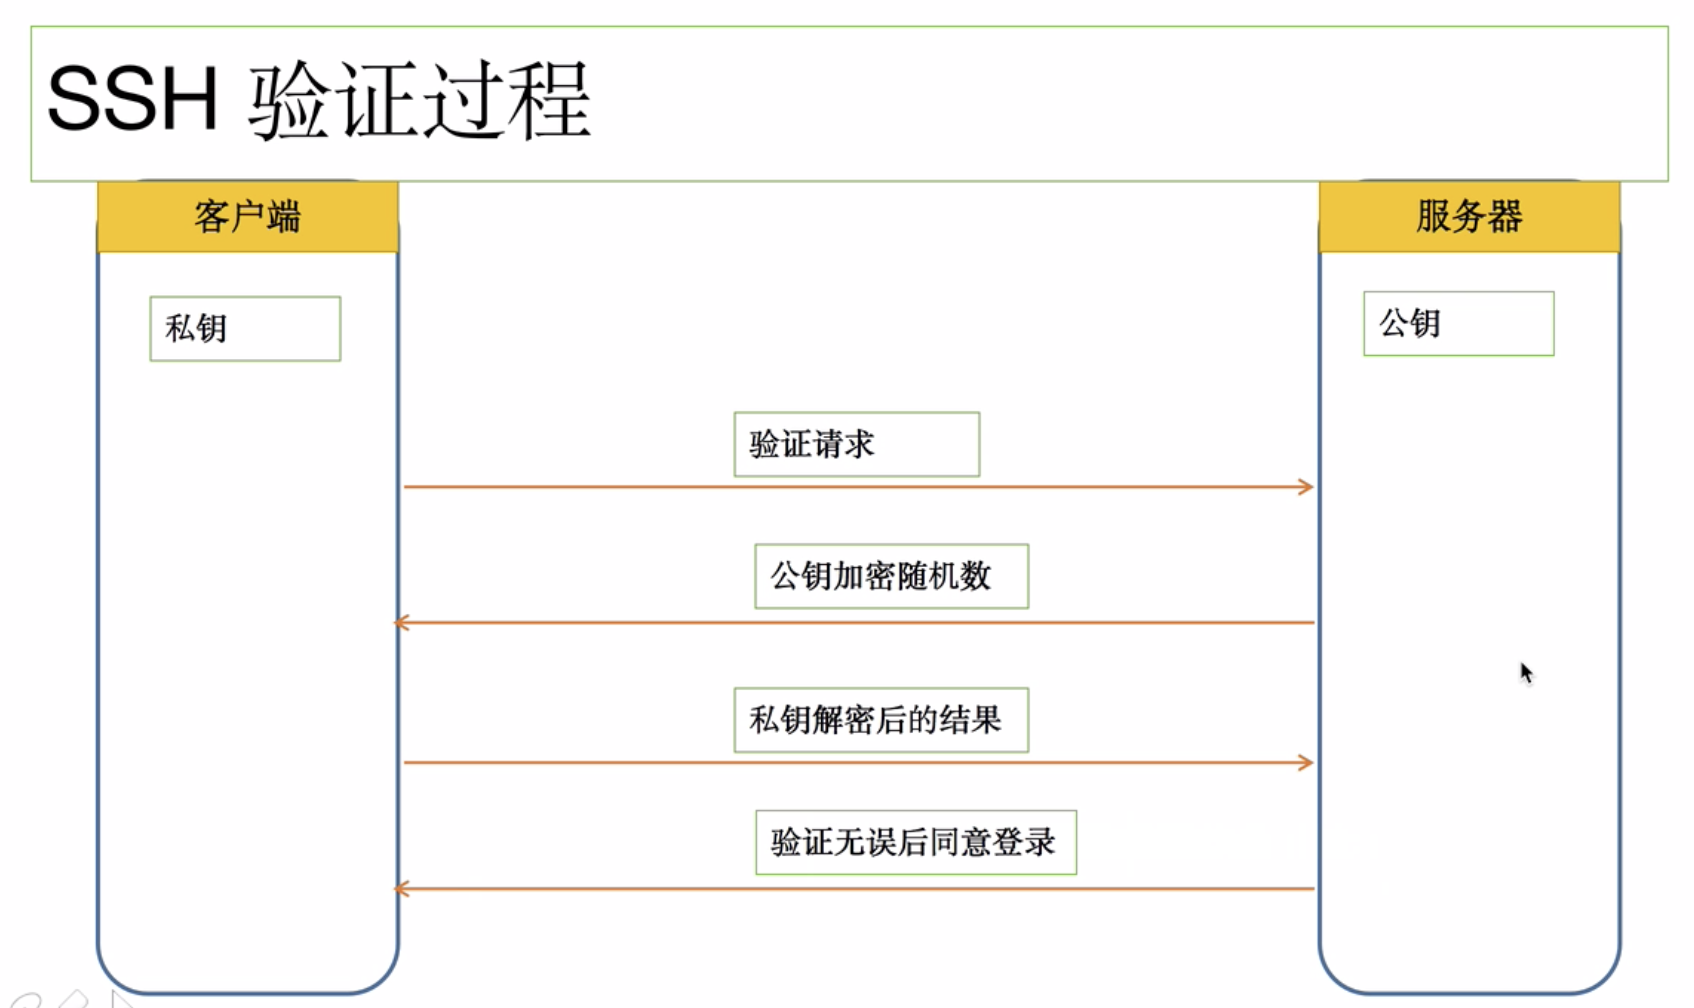 SSH 验证过程
客户端
服务器
私钥
公钥
验证请求
公钥加密随机数
私钥解密后的结果
验证无误后同意登录